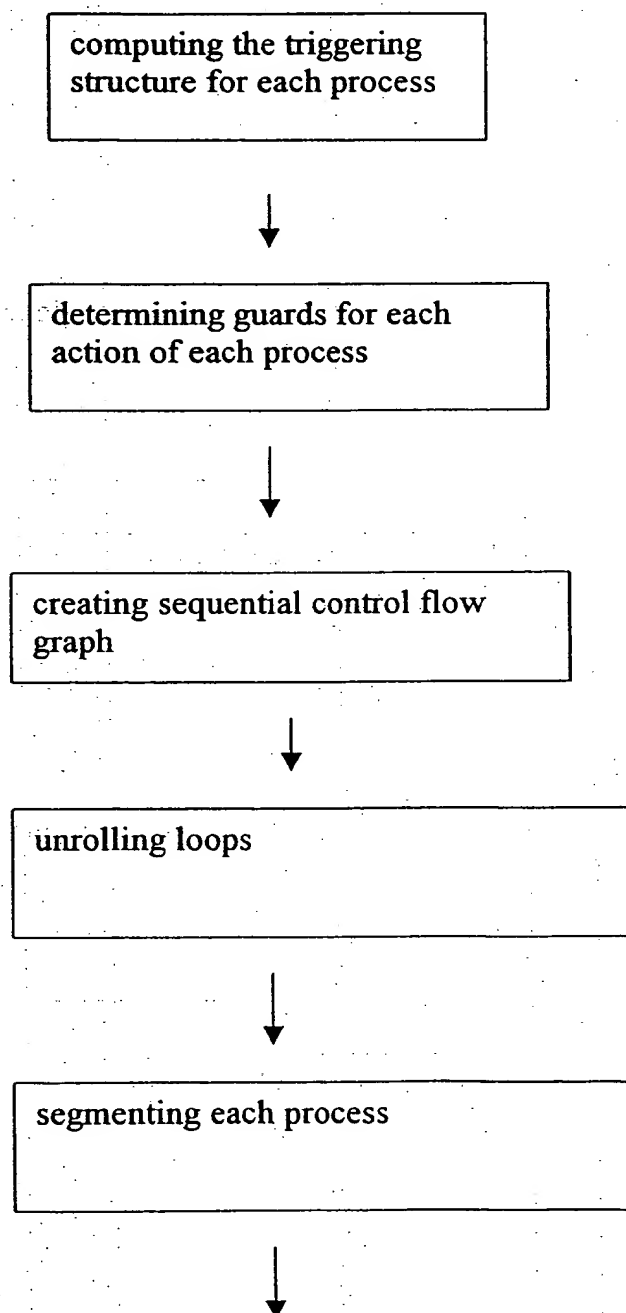 computing the triggering
structure for each process
determining guards for each
action of each process
creating sequential control flow
graph
unrolling loops
segmenting each process